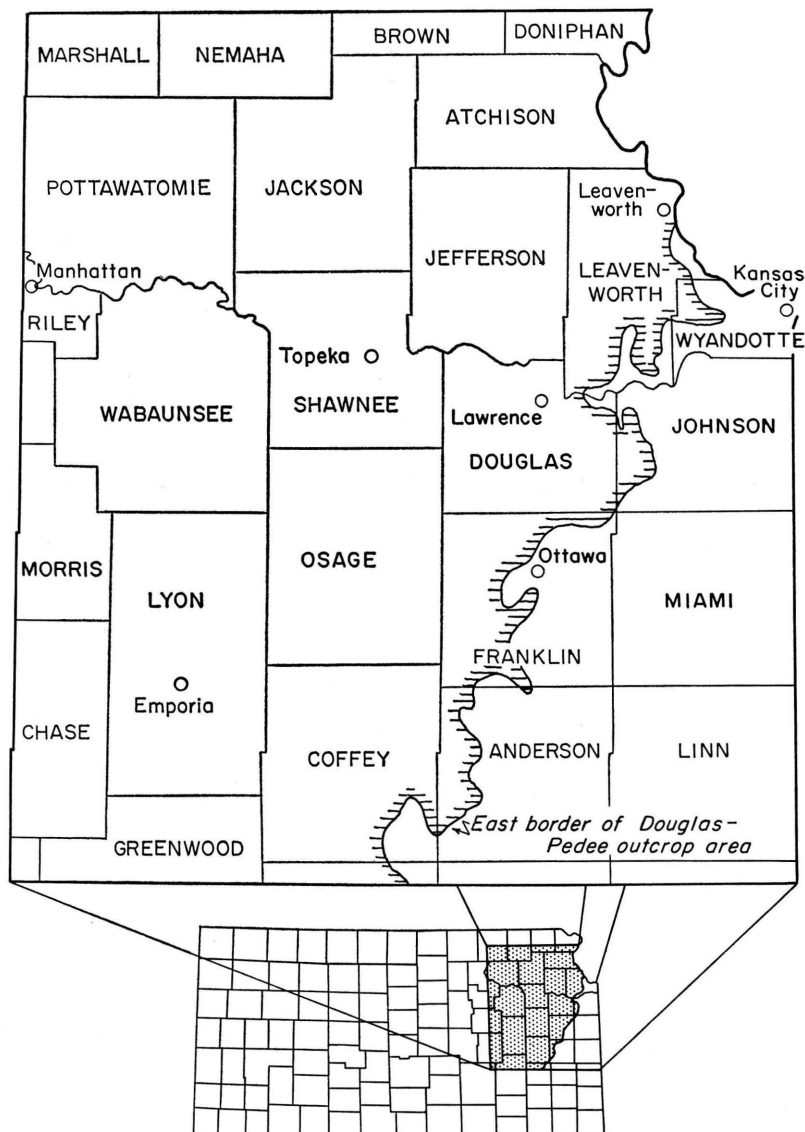 BROWN
DONIPHAN
MARSHALL
NEMAHA
ATCHISON
POTTAWATOMIE
JACKSON
Leaven-
worth
JEFFERSON
LEAVEN-
WORTH
Manhattan
Kansas
City
RILEY
WYANDOTTE
Topeka
SHAWNEE
WABAUNSEE
Lawrence
DOUGLAS
JOHNSON
MORRIS
LYON
OSAGE
Ottawa
MIAMI
FRANKLIN
Emporia
CHASE
COFFEY
ANDERSON
LINN
GREENWOOD
East border of Douglas-
Pedee outcrop area